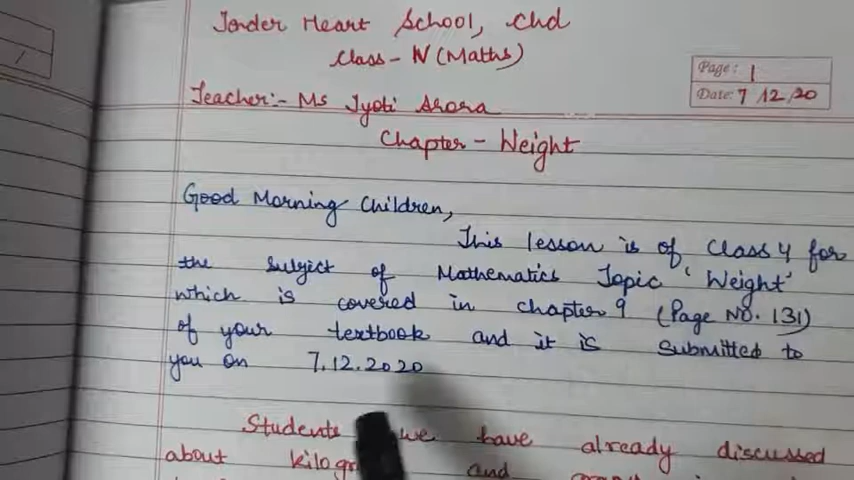 Tender Heart School, Chd
Class - IV (Maths)
Page: 1
Date: 7/12/20
Teacher:- Ms Jyoti Arora
Chapter - Weight
Good Morning Children,
This lesson is of Class 4 for
the subject of Mathematics Topic 'Weight'
which is covered in chapter 9 (Page No. 131)
of your textbook and it is submitted to
you on 7.12.2020
Students we have already discussed
about and